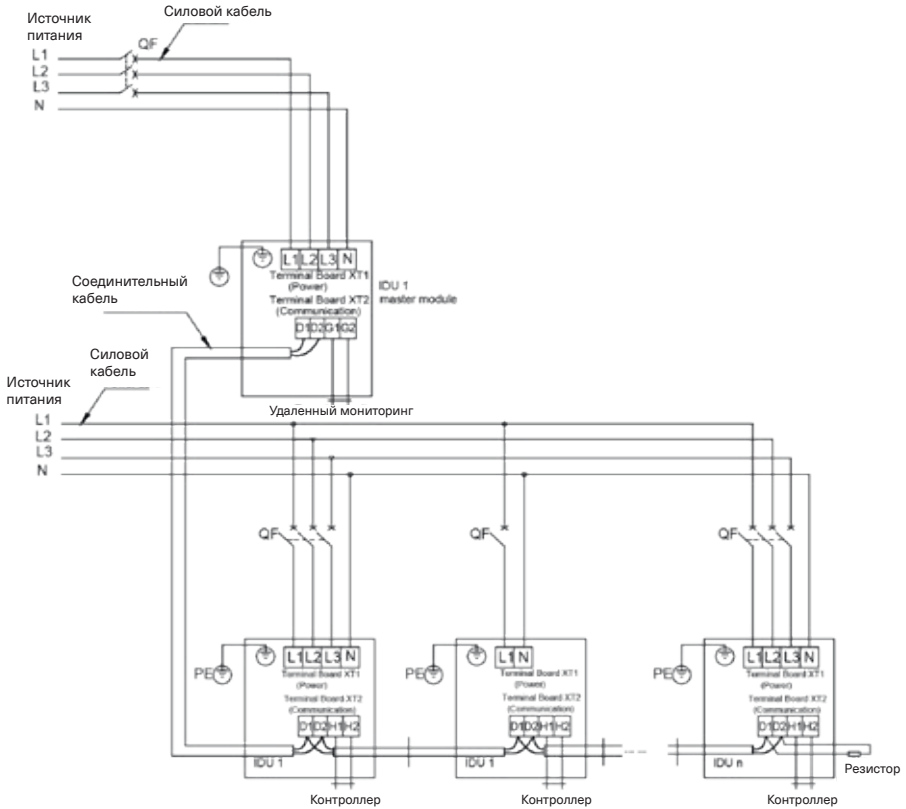 Силовой кабель
Источник
питания
QF
L1
L2
L3
N
L1 L2 L3 N
Terminal Board XT1
(Power)
Terminal Board XT2
(Communication)
D1 D2 G1 G2
IDU 1
master module
Соединительный
кабель
Силовой
кабель
Удаленный мониторинг
Источник
питания
L1
L2
L3
N
QF
QF
QF
PE
L1 L2 L3 N
Terminal Board XT1
(Power)
Terminal Board XT2
(Communication)
D1 D2 H1 H2
IDU 1
Контроллер
PE
L1 N
Terminal Board XT1
(Power)
Terminal Board XT2
(Communication)
D1 D2 H1 H2
IDU 1
Контроллер
PE
L1 L2 L3 N
Terminal Board XT1
(Power)
Terminal Board XT2
(Communication)
D1 D2 H1 H2
IDU n
Резистор
Контроллер